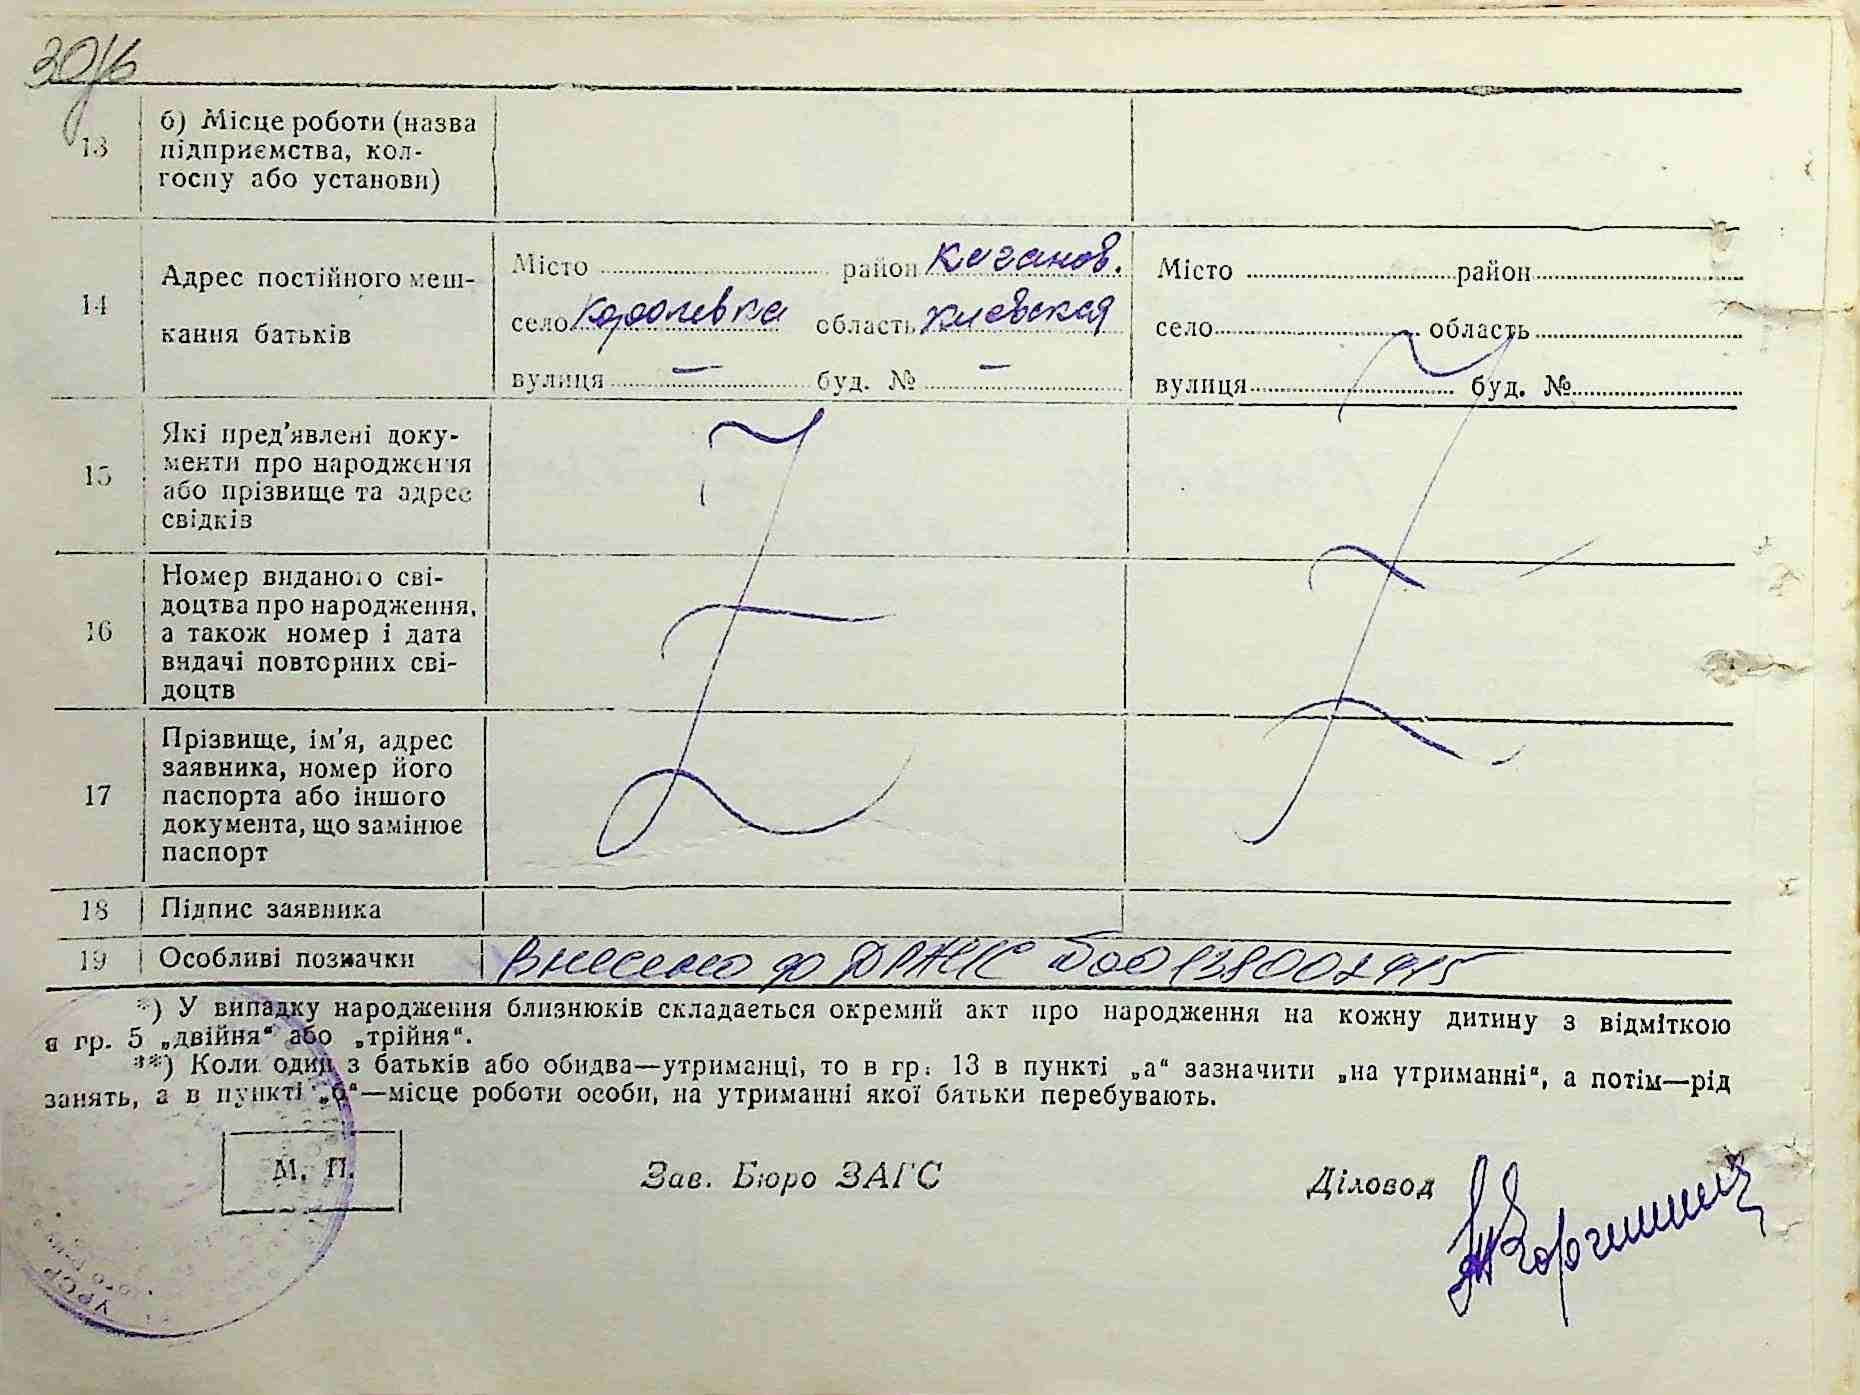 б) Місце роботи (назва
13 підприємства, кол-
госпу або установи)
Місто район Каганов.
Адрес постійного меш-
14 село Королевка область Киевская
кання батьків
вулиця — буд. № —
Місто район
село область
вулиця буд. №
Які пред'явлені доку-
15 менти про народження
або прізвище та адрес
свідків
Номер виданого сві-
доцтва про народження,
16 а також номер і дата
видачі повторних сві-
доцтв
Прізвище, ім'я, адрес
заявника, номер його
17 паспорта або іншого
документа, що замінює
паспорт
18 Підпис заявника
19 Особливі позначки Внесено до ДРАЦС
*) У випадку народження близнюків складається окремий акт про народження на кожну дитину з відміткою
в гр. 5 „двійня“ або „трійня“.
**) Коли один з батьків або обидва—утриманці, то в гр. 13 в пункті „а“ зазначити „на утриманні“, а потім—рід
занять, а в пункті „б“—місце роботи особи, на утриманні якої батьки перебувають.
М. П. Зав. Бюро ЗАГС Діловод
УРСР